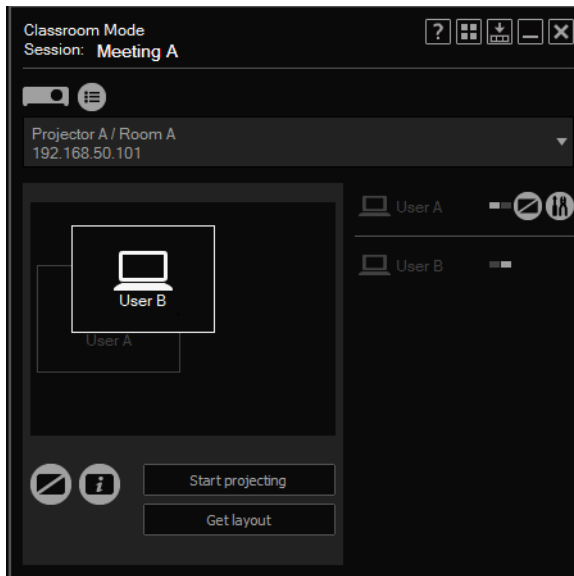 Classroom Mode
Session: Meeting A
?
Projector A / Room A
192.168.50.101
User A
User B
User B
User A
i
Start projecting
Get layout